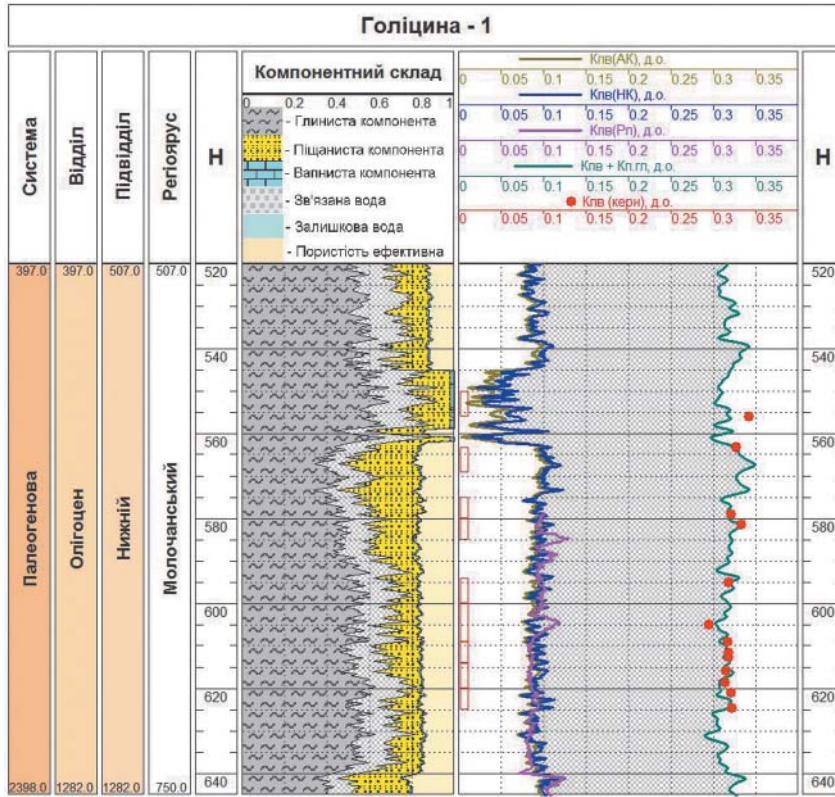 Голіцина - 1
Система
Відділ
Підвідділ
Регіоярус
H
Компонентний склад
0 0.2 0.4 0.6 0.8 1
- Глиниста компонента
- Піщаниста компонента
- Вапниста компонента
- Зв'язана вода
- Залишкова вода
- Пористість ефективна
Кпв(АК), д.о.
0 0.05 0.1 0.15 0.2 0.25 0.3 0.35
Кпв(НК), д.о.
0 0.05 0.1 0.15 0.2 0.25 0.3 0.35
Кпв(Рп), д.о.
0 0.05 0.1 0.15 0.2 0.25 0.3 0.35
Кпв + Кп.гл, д.о.
0 0.05 0.1 0.15 0.2 0.25 0.3 0.35
Кпв (керн), д.о.
0 0.05 0.1 0.15 0.2 0.25 0.3 0.35
H
397.0 397.0 507.0 507.0
Палеогенова
Олігоцен
Нижній
Молочанський
2398.0 1282.0 1282.0 750.0
520 520
540 540
560 560
580 580
600 600
620 620
640 640